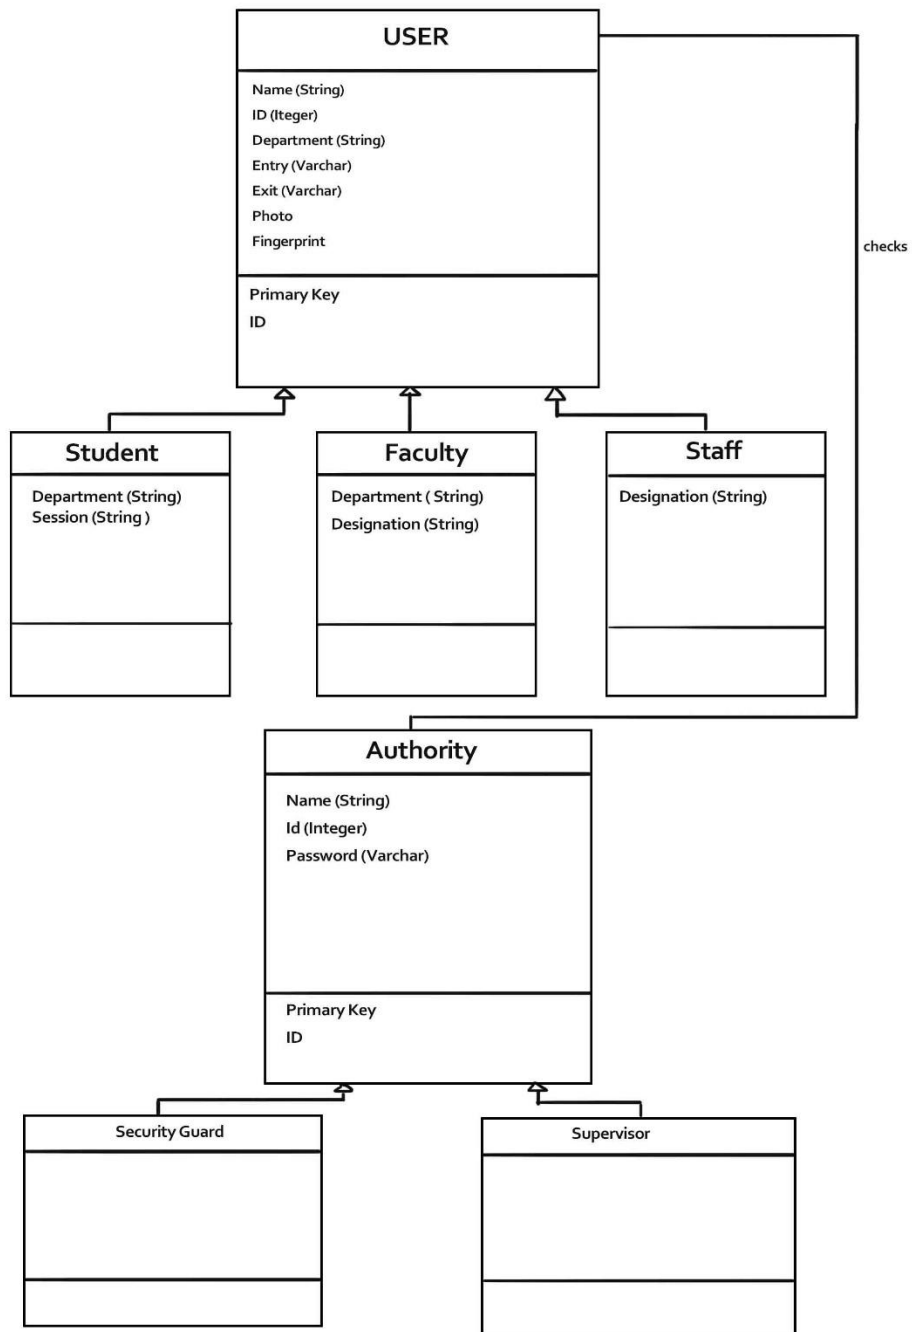 USER
Name (String)
ID (Iteger)
Department (String)
Entry (Varchar)
Exit (Varchar)
Photo
Fingerprint
checks
Primary Key
ID
Student
Department (String)
Session (String )
Faculty
Department ( String)
Designation (String)
Staff
Designation (String)
Authority
Name (String)
Id (Integer)
Password (Varchar)
Primary Key
ID
Security Guard
Supervisor